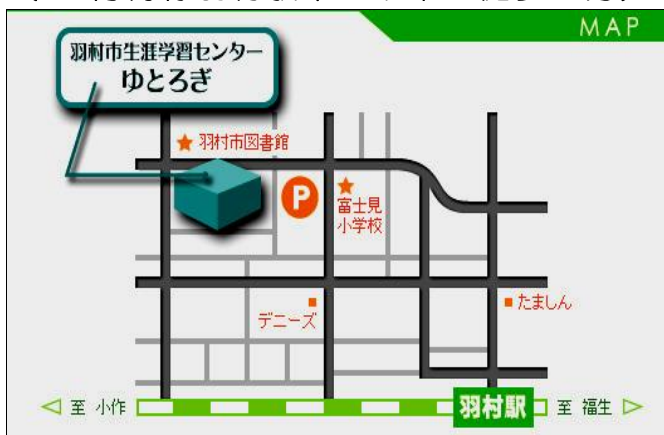 MAP
羽村市生涯学習センター
ゆとろぎ
★ 羽村市図書館
P
★
富士見
小学校
デニーズ
たましん
◁ 至 小作
羽村駅
至 福生 ▷